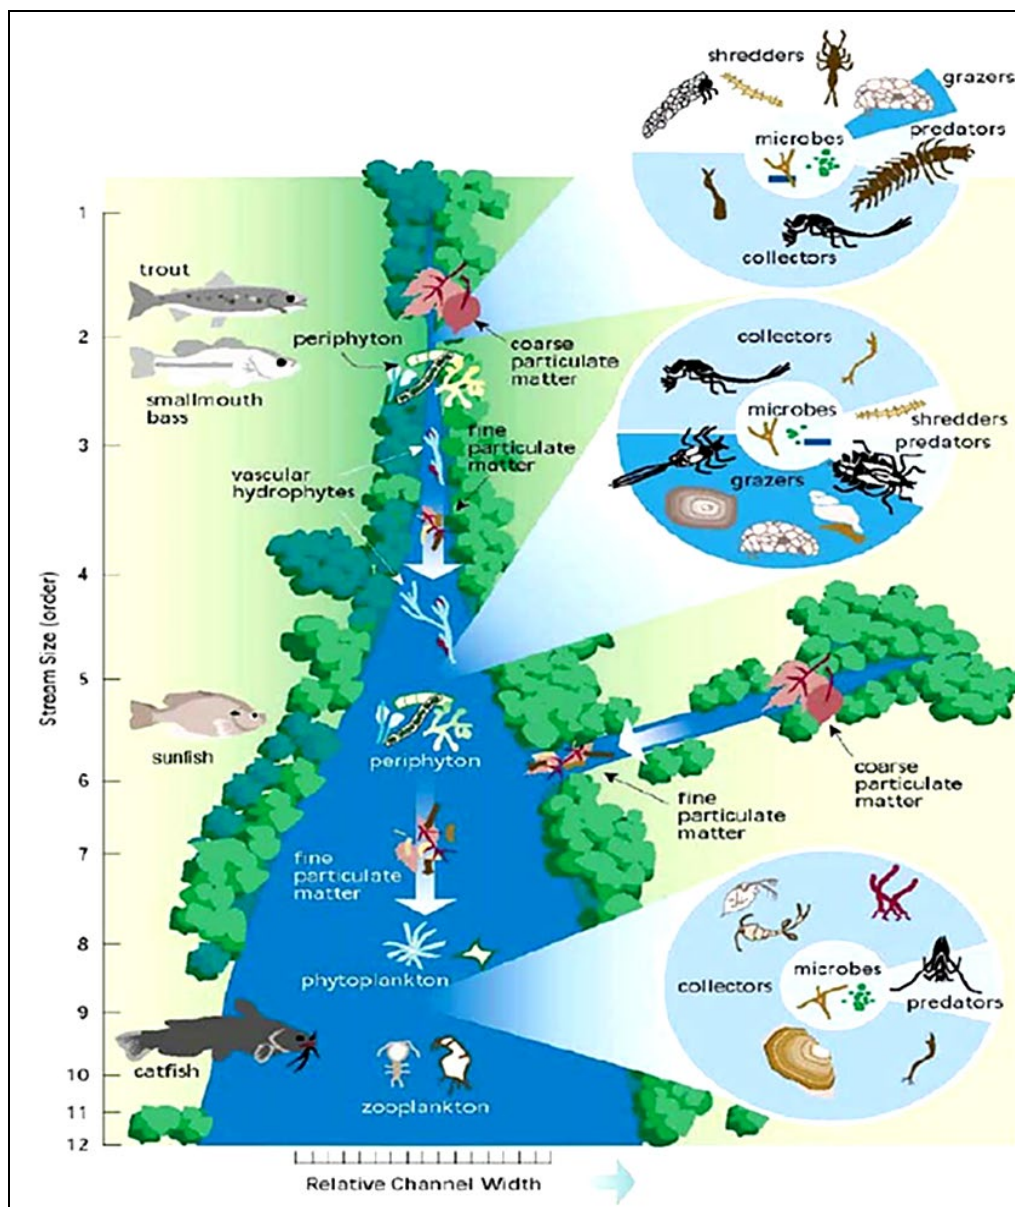 shredders
grazers
microbes
predators
collectors
1
trout
2
periphyton
coarse
particulate
matter
smallmouth
bass
collectors
microbes
shredders
predators
grazers
fine
particulate
matter
3
vascular
hydrophytes
4
Stream Size (order)
5
sunfish
periphyton
6
fine
particulate
matter
coarse
particulate
matter
7
fine
particulate
matter
8
phytoplankton
collectors
microbes
predators
9
catfish
10
zooplankton
11
12
Relative Channel Width